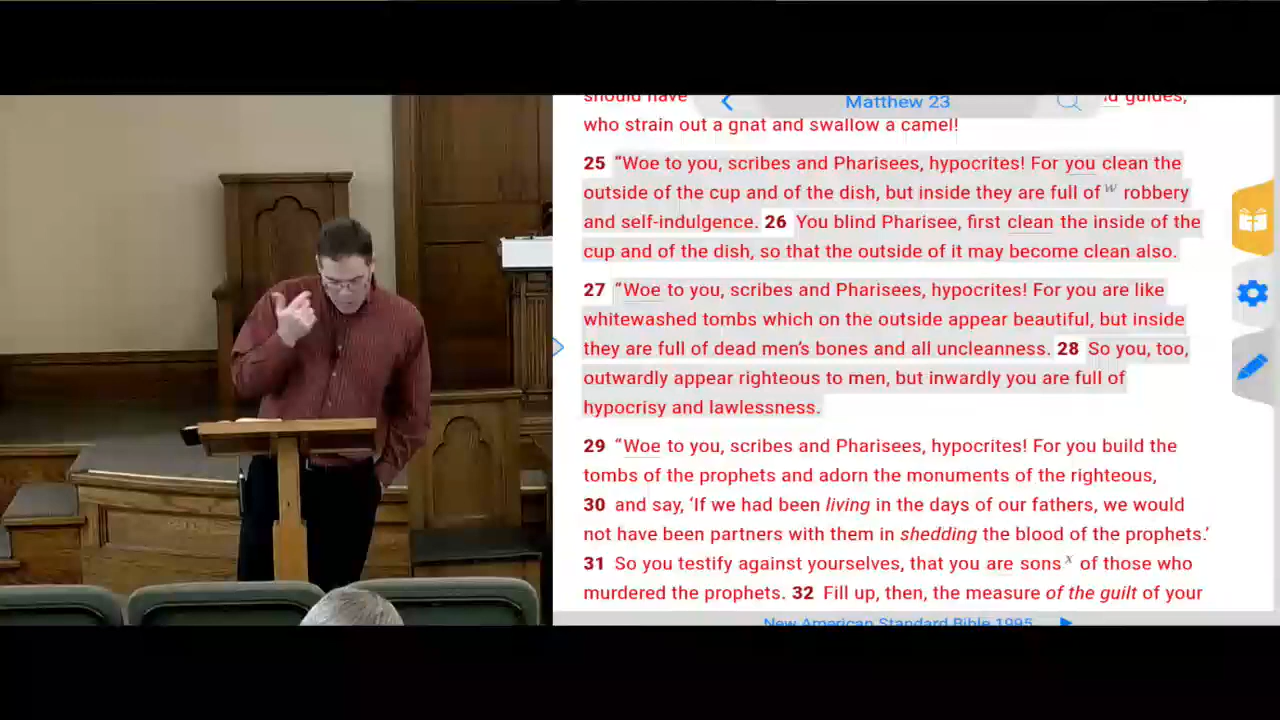 should have
Matthew 23
guides,
who strain out a gnat and swallow a camel!
25 “Woe to you, scribes and Pharisees, hypocrites! For you clean the
outside of the cup and of the dish, but inside they are full of w robbery
and self-indulgence. 26 You blind Pharisee, first clean the inside of the
cup and of the dish, so that the outside of it may become clean also.
27 “Woe to you, scribes and Pharisees, hypocrites! For you are like
whitewashed tombs which on the outside appear beautiful, but inside
they are full of dead men’s bones and all uncleanness. 28 So you, too,
outwardly appear righteous to men, but inwardly you are full of
hypocrisy and lawlessness.
29 “Woe to you, scribes and Pharisees, hypocrites! For you build the
tombs of the prophets and adorn the monuments of the righteous,
30 and say, ‘If we had been living in the days of our fathers, we would
not have been partners with them in shedding the blood of the prophets.’
31 So you testify against yourselves, that you are sons x of those who
murdered the prophets. 32 Fill up, then, the measure of the guilt of your
New American Standard Bible 1995